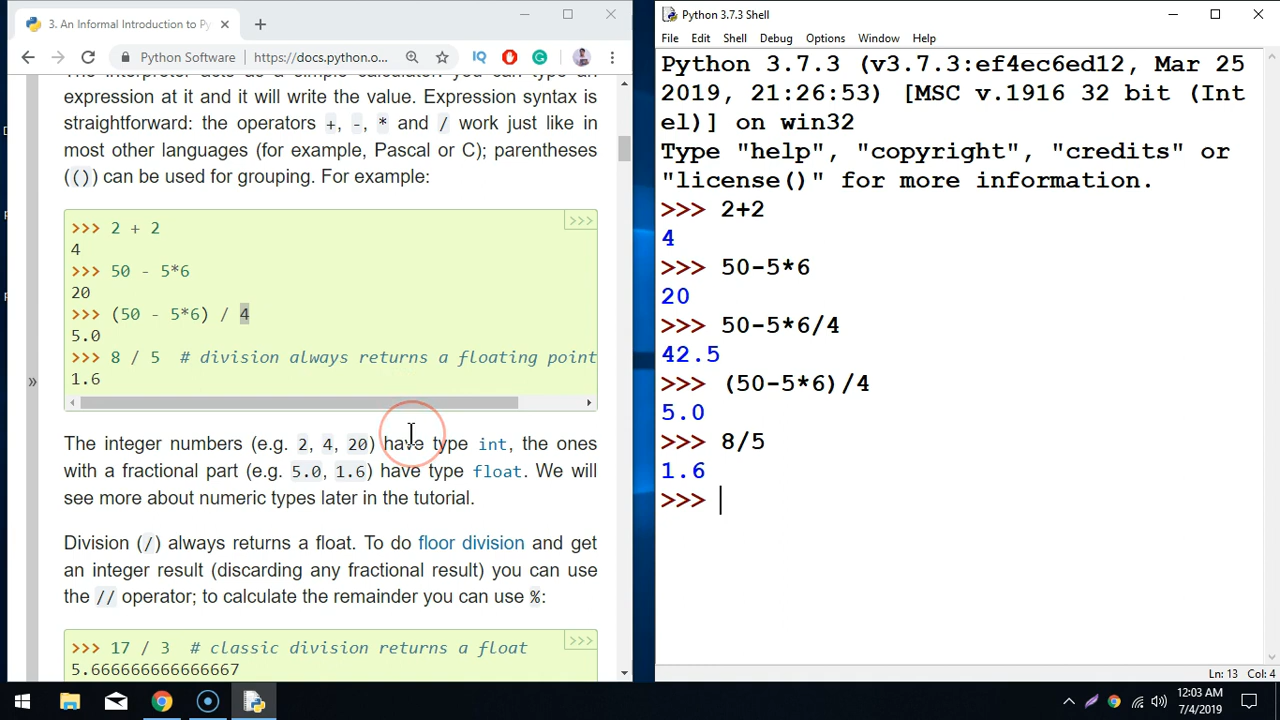 3. An Informal Introduction to Py
Python Software
https://docs.python.o...
expression at it and it will write the value. Expression syntax is
straightforward: the operators +, -, * and / work just like in
most other languages (for example, Pascal or C); parentheses
(()) can be used for grouping. For example:
>>>
>>> 2 + 2
4
>>> 50 - 5*6
20
>>> (50 - 5*6) / 4
5.0
>>> 8 / 5  # division always returns a floating point
1.6
»
The integer numbers (e.g. 2, 4, 20) have type int, the ones
with a fractional part (e.g. 5.0, 1.6) have type float. We will
see more about numeric types later in the tutorial.
Division (/) always returns a float. To do floor division and get
an integer result (discarding any fractional result) you can use
the // operator; to calculate the remainder you can use %:
>>>
>>> 17 / 3  # classic division returns a float
5.666666666666667
Python 3.7.3 Shell
File Edit Shell Debug Options Window Help
Python 3.7.3 (v3.7.3:ef4ec6ed12, Mar 25
2019, 21:26:53) [MSC v.1916 32 bit (Int
el)] on win32
Type "help", "copyright", "credits" or
"license()" for more information.
>>> 2+2
4
>>> 50-5*6
20
>>> 50-5*6/4
42.5
>>> (50-5*6)/4
5.0
>>> 8/5
1.6
>>>
Ln: 13 Col: 4
12:03 AM
7/4/2019